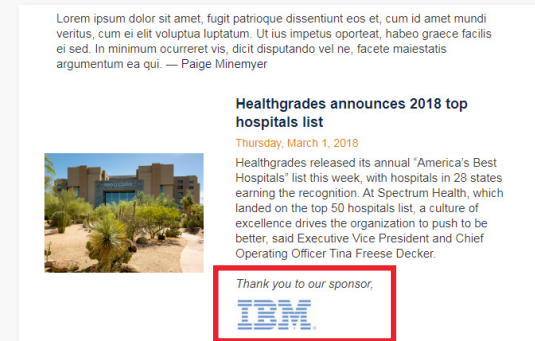 Lorem ipsum dolor sit amet, fugit patrioque dissentiunt eos et, cum id amet mundi
veritus, cum ei elit voluptua luptatum. Ut ius impetus oporteat, habeo graece facilis
ei sed. In minimum ocurreret vis, dicit disputando vel ne, facete maiestatis
argumentum ea qui. — Paige Minemyer
Healthgrades announces 2018 top
hospitals list
Thursday, March 1, 2018
Healthgrades released its annual “America’s Best
Hospitals” list this week, with hospitals in 28 states
earning the recognition. At Spectrum Health, which
landed on the top 50 hospitals list, a culture of
excellence drives the organization to push to be
better, said Executive Vice President and Chief
Operating Officer Tina Freese Decker.
Thank you to our sponsor,
IBM